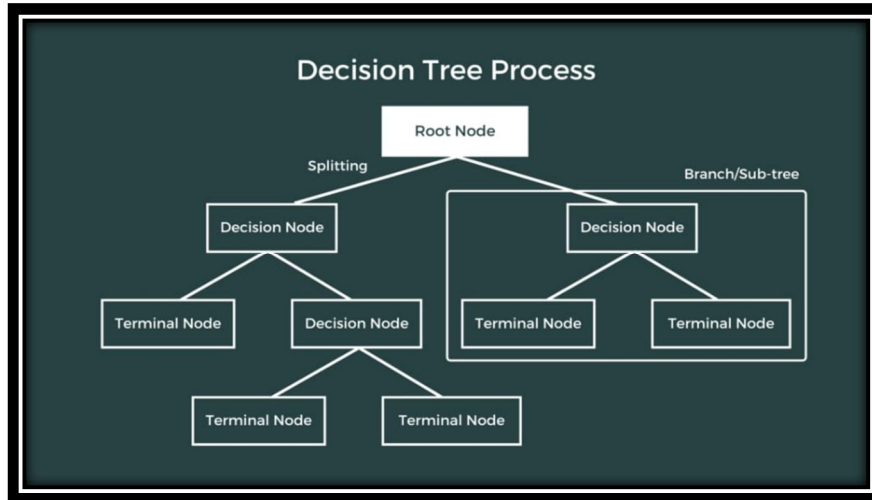 Decision Tree Process
Root Node
Splitting
Branch/Sub-tree
Decision Node
Decision Node
Terminal Node
Decision Node
Terminal Node
Terminal Node
Terminal Node
Terminal Node